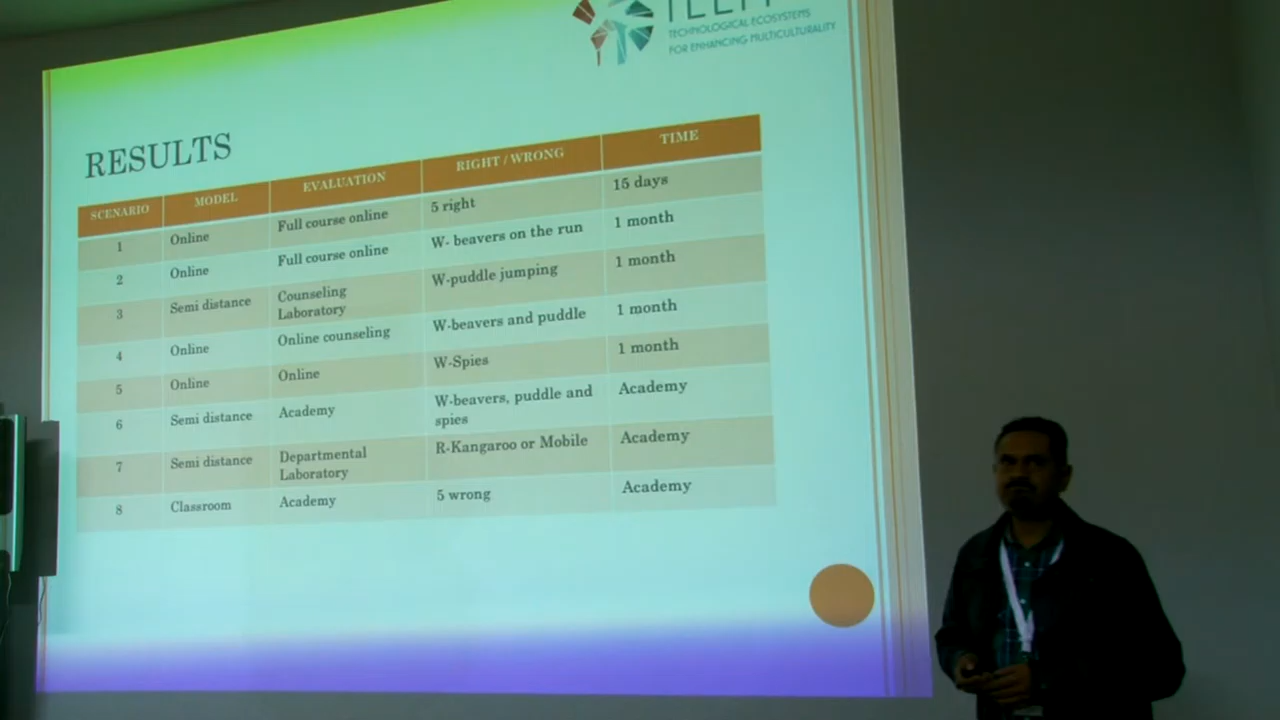 TECHNOLOGICAL ECOSYSTEMS
FOR ENHANCING MULTICULTURALITY
RESULTS
SCENARIO MODEL EVALUATION RIGHT / WRONG TIME
1 Online Full course online 5 right 15 days
2 Online Full course online W- beavers on the run 1 month
3 Semi distance Counseling Laboratory W-puddle jumping 1 month
4 Online Online counseling W-beavers and puddle 1 month
5 Online Online W-Spies 1 month
6 Semi distance Academy W-beavers, puddle and spies Academy
7 Semi distance Departmental Laboratory R-Kangaroo or Mobile Academy
8 Classroom Academy 5 wrong Academy